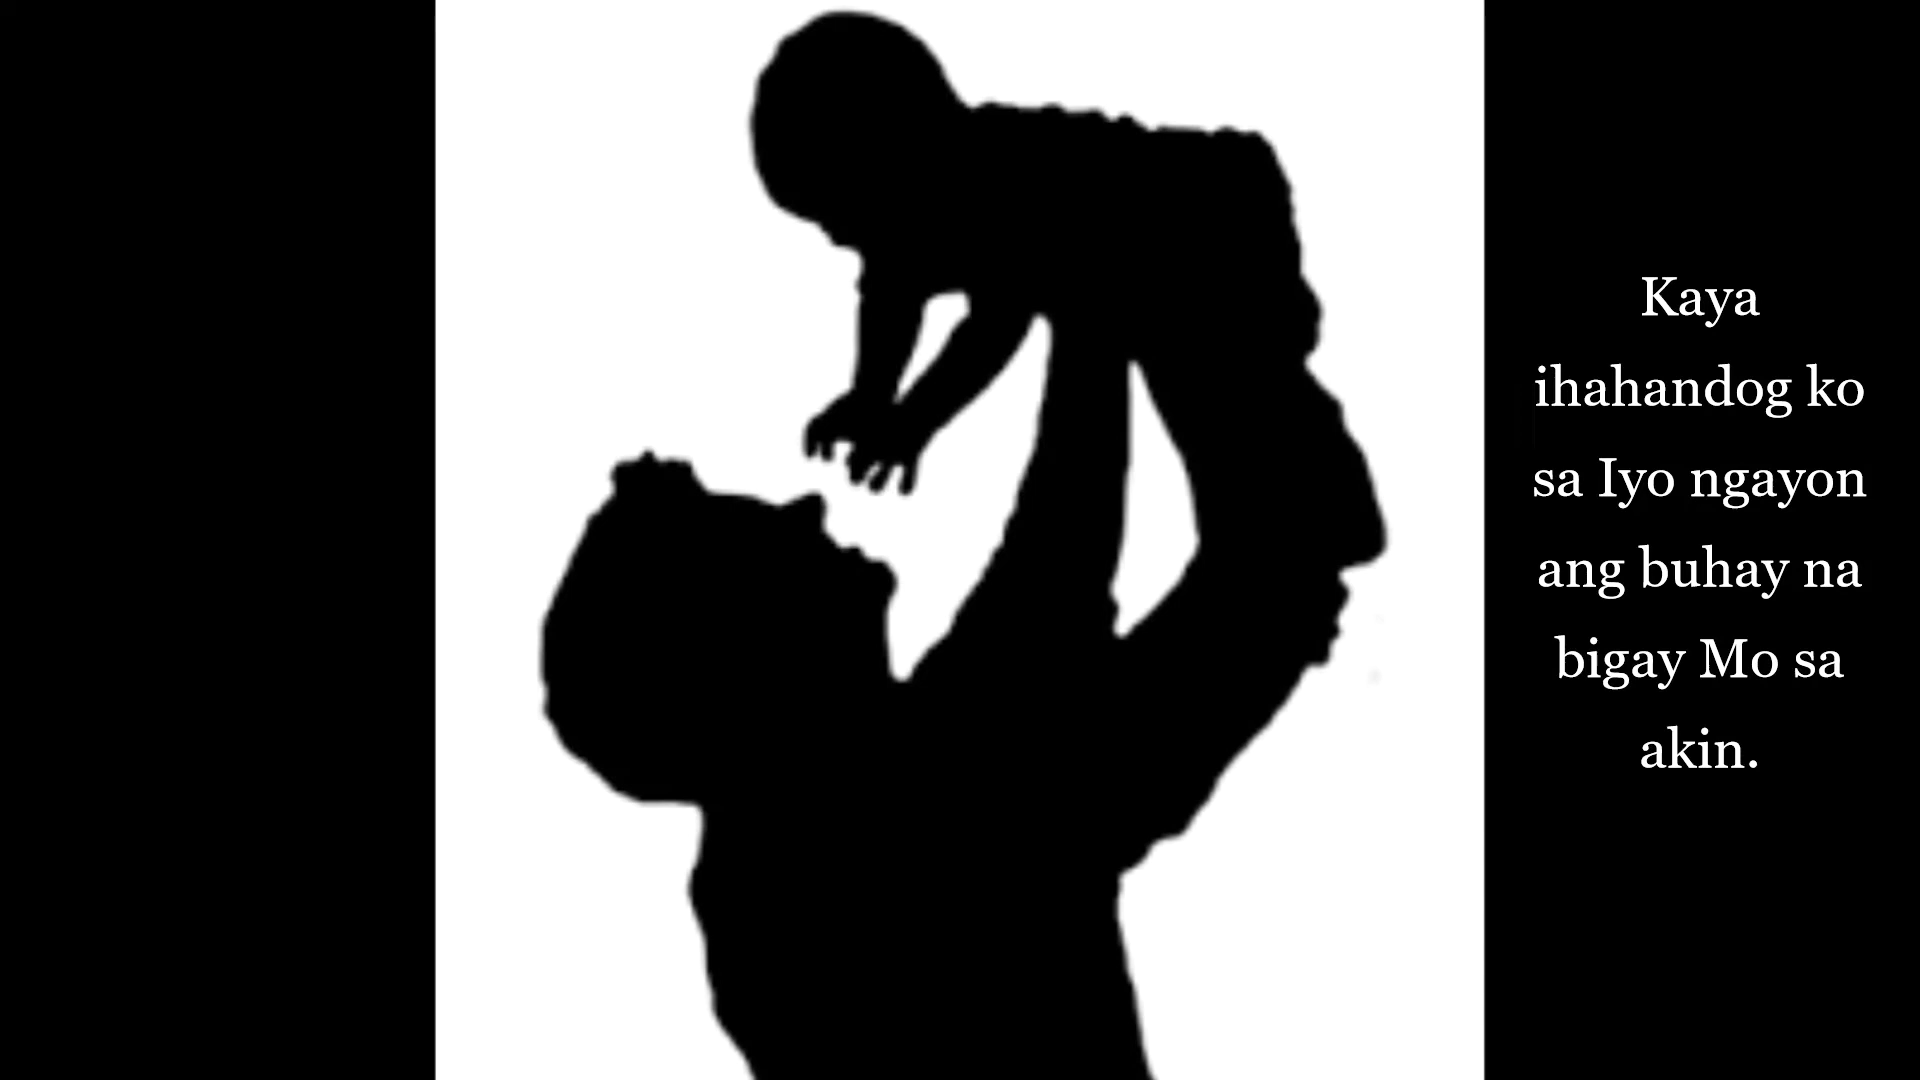 Kaya
ihahandog ko
sa Iyo ngayon
ang buhay na
bigay Mo sa
akin.